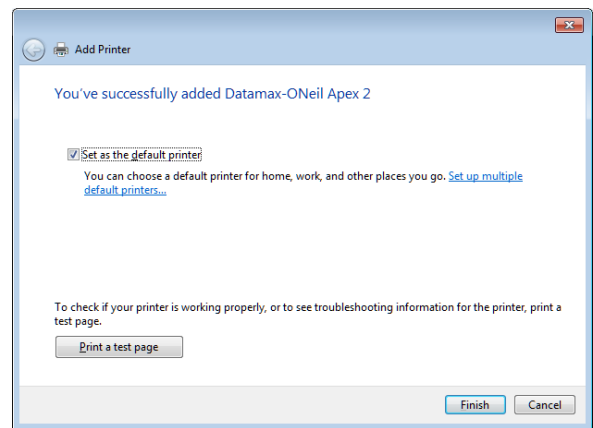 Add Printer
You've successfully added Datamax-ONeil Apex 2
Set as the default printer
You can choose a default printer for home, work, and other places you go. Set up multiple
default printers...
To check if your printer is working properly, or to see troubleshooting information for the printer, print a
test page.
Print a test page
Finish Cancel